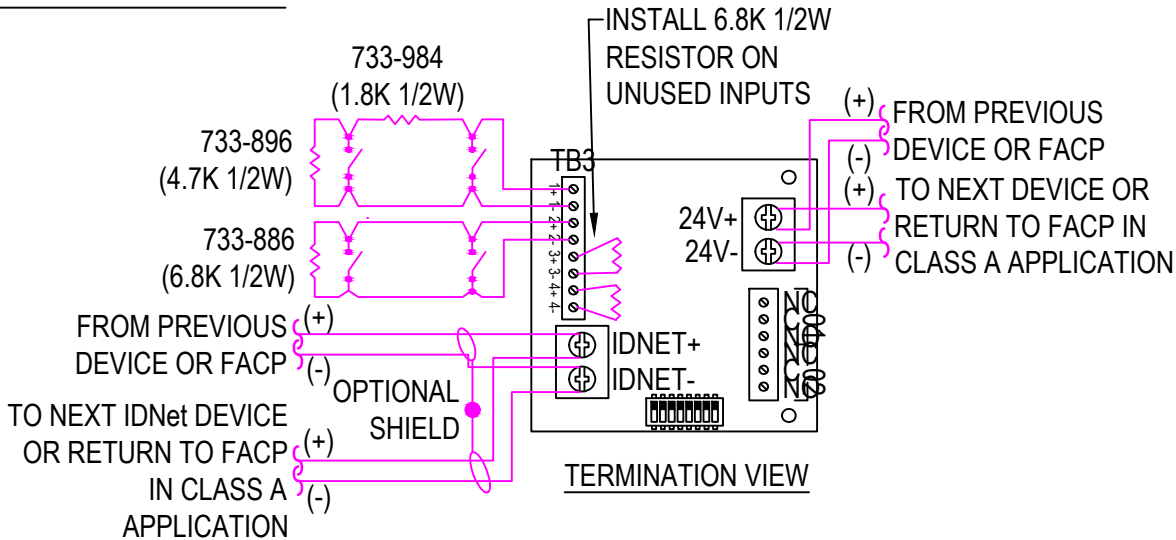 INSTALL 6.8K 1/2W
RESISTOR ON
UNUSED INPUTS
733-984
(1.8K 1/2W)
733-896
(4.7K 1/2W)
733-886
(6.8K 1/2W)
TB3
1+
1-
2+
2-
3+
3-
4+
4-
24V+
24V-
(+)
(-)
FROM PREVIOUS
DEVICE OR FACP
(+)
(-)
TO NEXT DEVICE OR
RETURN TO FACP IN
CLASS A APPLICATION
NC
C
NC
C
FROM PREVIOUS
DEVICE OR FACP
(+)
(-)
IDNET+
IDNET-
OPTIONAL
SHIELD
TO NEXT IDNet DEVICE
OR RETURN TO FACP
IN CLASS A
APPLICATION
(+)
(-)
TERMINATION VIEW